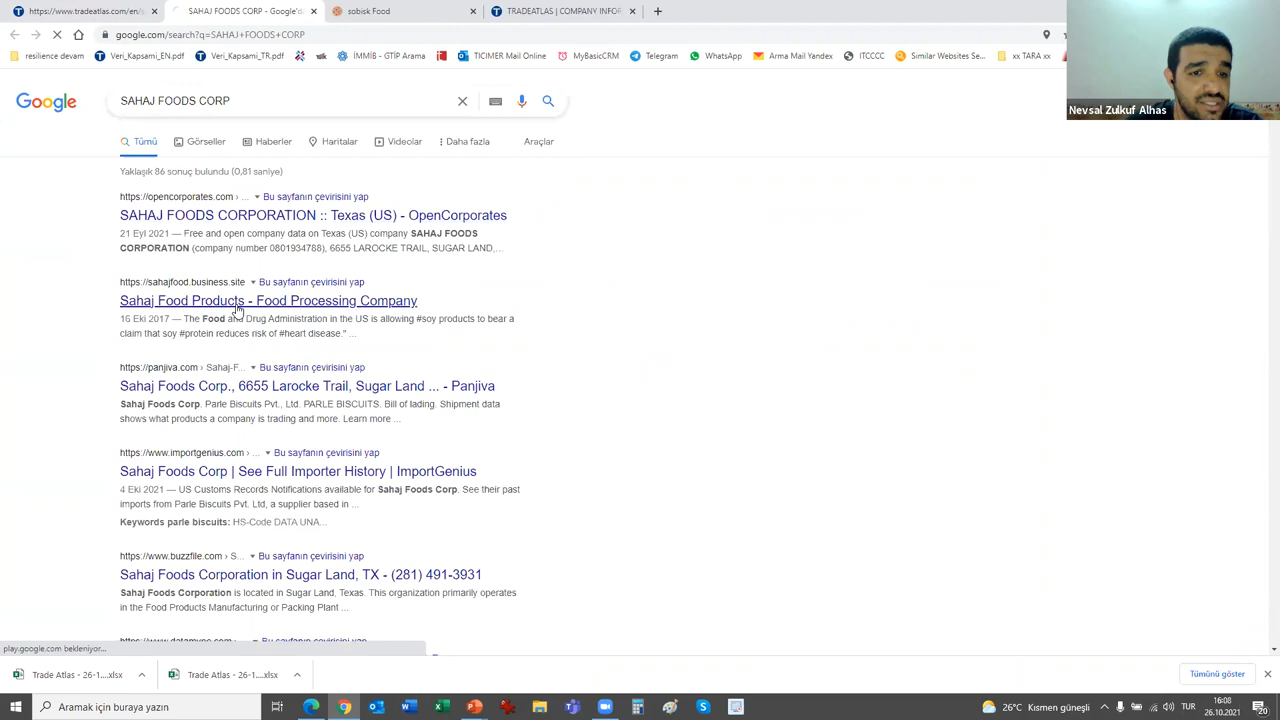 https://www.tradeatlas.com/en/s
SAHAJ FOODS CORP - Google'da
sobisk Food
TRADEATLAS | COMPANY INFOR
google.com/search?q=SAHAJ+FOODS+CORP
resilience devam
Veri_Kapsami_EN.pdf
Veri_Kapsami_TR.pdf
İMMİB - GTİP Arama
TICIMER Mail Online
MyBasicCRM
Telegram
WhatsApp
Arma Mail Yandex
ITCCCC
Similar Websites Se...
xx TARA
Nevsal Zulkuf Alhas
Google
SAHAJ FOODS CORP
Tümü
Görseller
Haberler
Haritalar
Videolar
Daha fazla
Araçlar
Yaklaşık 86 sonuç bulundu (0,81 saniye)
https://opencorporates.com › ... Bu sayfanın çevirisini yap
SAHAJ FOODS CORPORATION :: Texas (US) - OpenCorporates
21 Eyl 2021 — Free and open company data on Texas (US) company SAHAJ FOODS
CORPORATION (company number 0801934788), 6655 LAROCKE TRAIL, SUGAR LAND,...
https://sahajfood.business.site Bu sayfanın çevirisini yap
Sahaj Food Products - Food Processing Company
16 Eki 2017 — The Food and Drug Administration in the US is allowing #soy products to bear a
claim that soy #protein reduces risk of #heart disease." ...
https://panjiva.com › Sahaj-F... Bu sayfanın çevirisini yap
Sahaj Foods Corp., 6655 Larocke Trail, Sugar Land ... - Panjiva
Sahaj Foods Corp. Parle Biscuits Pvt., Ltd. PARLE BISCUITS. Bill of lading. Shipment data
shows what products a company is trading and more. Learn more ...
https://www.importgenius.com › ... Bu sayfanın çevirisini yap
Sahaj Foods Corp | See Full Importer History | ImportGenius
4 Eki 2021 — US Customs Records Notifications available for Sahaj Foods Corp. See their past
imports from Parle Biscuits Pvt. Ltd, a supplier based in ...
Keywords parle biscuits: HS-Code DATA UNA...
https://www.buzzfile.com › S... Bu sayfanın çevirisini yap
Sahaj Foods Corporation in Sugar Land, TX - (281) 491-3931
Sahaj Foods Corporation is located in Sugar Land, Texas. This organization primarily operates
in the Food Products Manufacturing or Packing Plant ...
Bu sayfanın çevirisini yap
play.google.com bekleniyor...
Trade Atlas - 26-1....xlsx
Trade Atlas - 26-1....xlsx
Tümünü göster
Aramak için buraya yazın
26°C Kısmen güneşli
TUR
16:08
26.10.2021
20